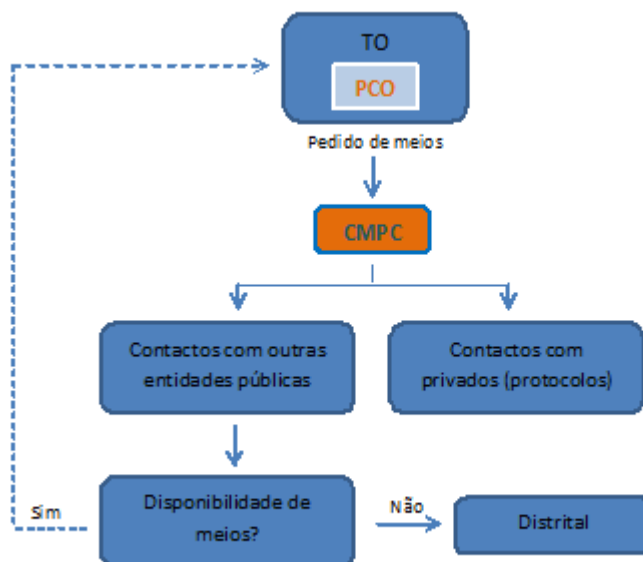 TO
PCO
Pedido de meios
CMPC
Contactos com outras
entidades públicas
Contactos com
privados (protocolos)
Sim
Disponibilidade de
meios?
Não
Distrital